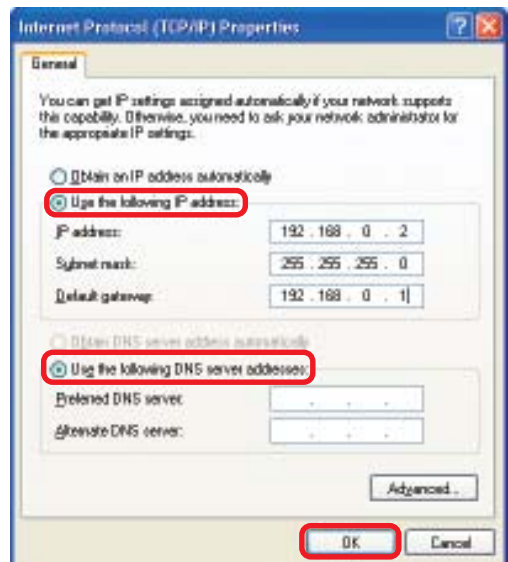 Internet Protocol (TCP/IP) Properties
General
You can get IP settings assigned automatically if your network supports
this capability. Otherwise, you need to ask your network administrator for
the appropriate IP settings.
Obtain an IP address automatically
Use the following IP address:
IP address: 192 . 168 . 0 . 2
Subnet mask: 255 . 255 . 255 . 0
Default gateway: 192 . 168 . 0 . 1
Obtain DNS server address automatically
Use the following DNS server addresses:
Preferred DNS server: . . .
Alternate DNS server: . . .
Advanced...
OK Cancel